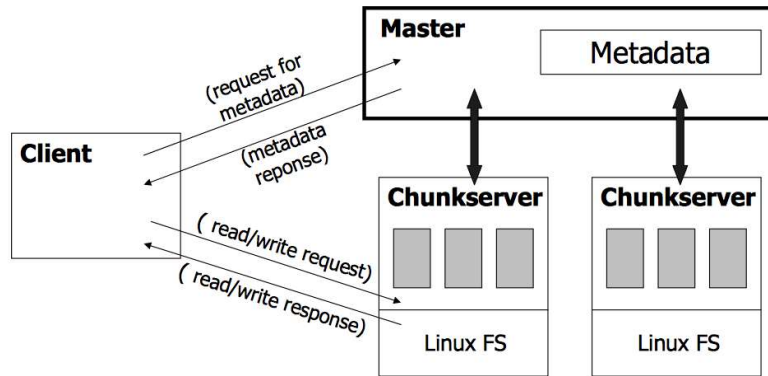 Master
Metadata
(request for
metadata)
Client
(metadata
reponse)
Chunkserver
Chunkserver
( read/write request)
( read/write response)
Linux FS
Linux FS